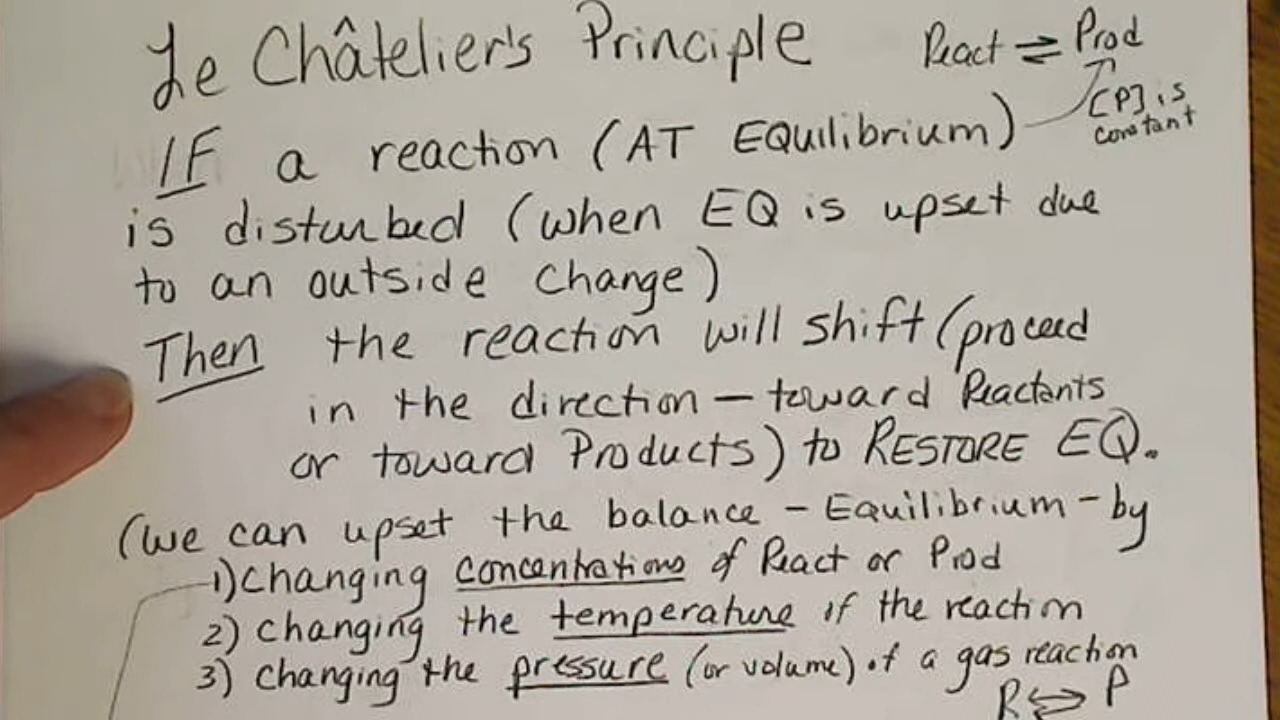 Le Châtelier's Principle
React ⇌ Prod
[P] is
constant
IF a reaction (AT EQuilibrium)
is disturbed (when EQ is upset due
to an outside change)
Then the reaction will shift (proceed
in the direction - toward Reactants
or toward Products) to RESTORE EQ.
(we can upset the balance - Equilibrium - by
1) changing concentrations of React or Prod
2) changing the temperature of the reaction
3) changing the pressure (or volume) of a gas reaction
R ⇔ P